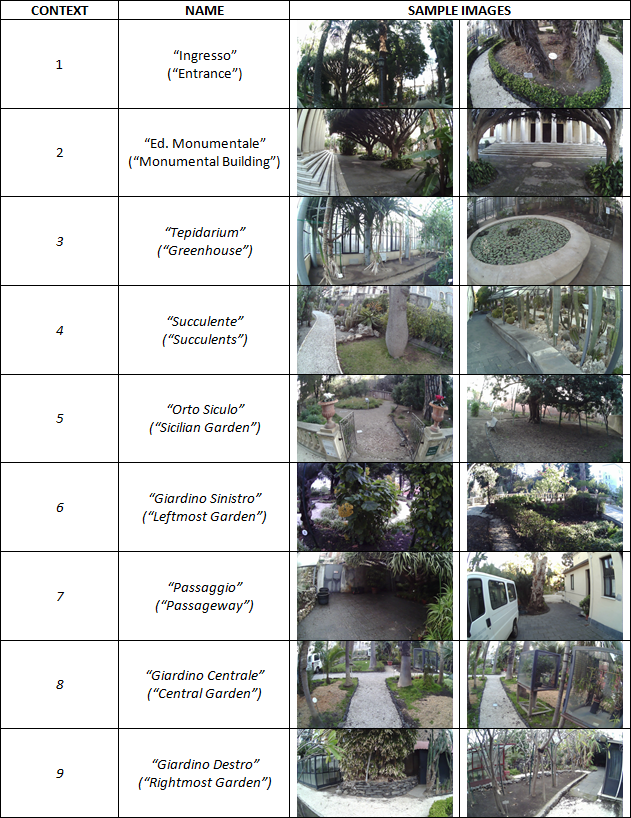 CONTEXT NAME SAMPLE IMAGES
1
“Ingresso”
(“Entrance”)
2
“Ed. Monumentale”
(“Monumental Building”)
3
“Tepidarium”
(“Greenhouse”)
4
“Succulente”
(“Succulents”)
5
“Orto Siculo”
(“Sicilian Garden”)
6
“Giardino Sinistro”
(“Leftmost Garden”)
7
“Passaggio”
(“Passageway”)
8
“Giardino Centrale”
(“Central Garden”)
9
“Giardino Destro”
(“Rightmost Garden”)